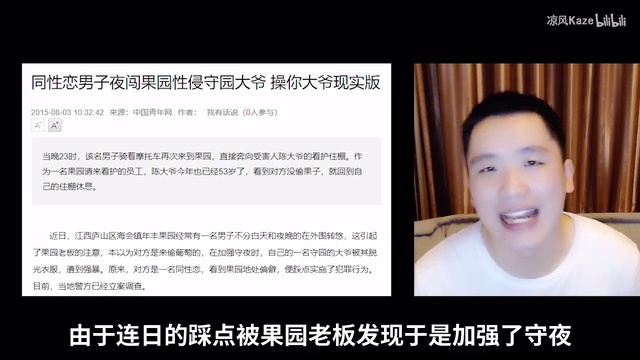 凉风Kaze bilibili
同性恋男子夜闯果园性侵守园大爷 操你大爷现实版
2015-08-03 10:32:42 来源：中国青年网 作者： 我有话说（0人参与）
A- A+
当晚23时，该名男子骑着摩托车再次来到果园，直接奔向受害人陈大爷的看护住棚。作
为一名果园请来看护的员工，陈大爷今年也已经53岁了，看到对方没偷果子，就回到自
己的住棚休息。
近日，江西庐山区海会镇年丰果园经常有一名男子不分白天和夜晚的在外围转悠，这引起
了果园老板的注意，本以为对方是来偷葡萄的，在加强守夜时，自己的一名守园的大爷被其脱
光衣服，遭到强暴。原来，对方是一名同性恋，看到果园地处偏僻，便踩点实施了犯罪行为。
目前，当地警方已经立案调查。
由于连日的踩点被果园老板发现于是加强了守夜